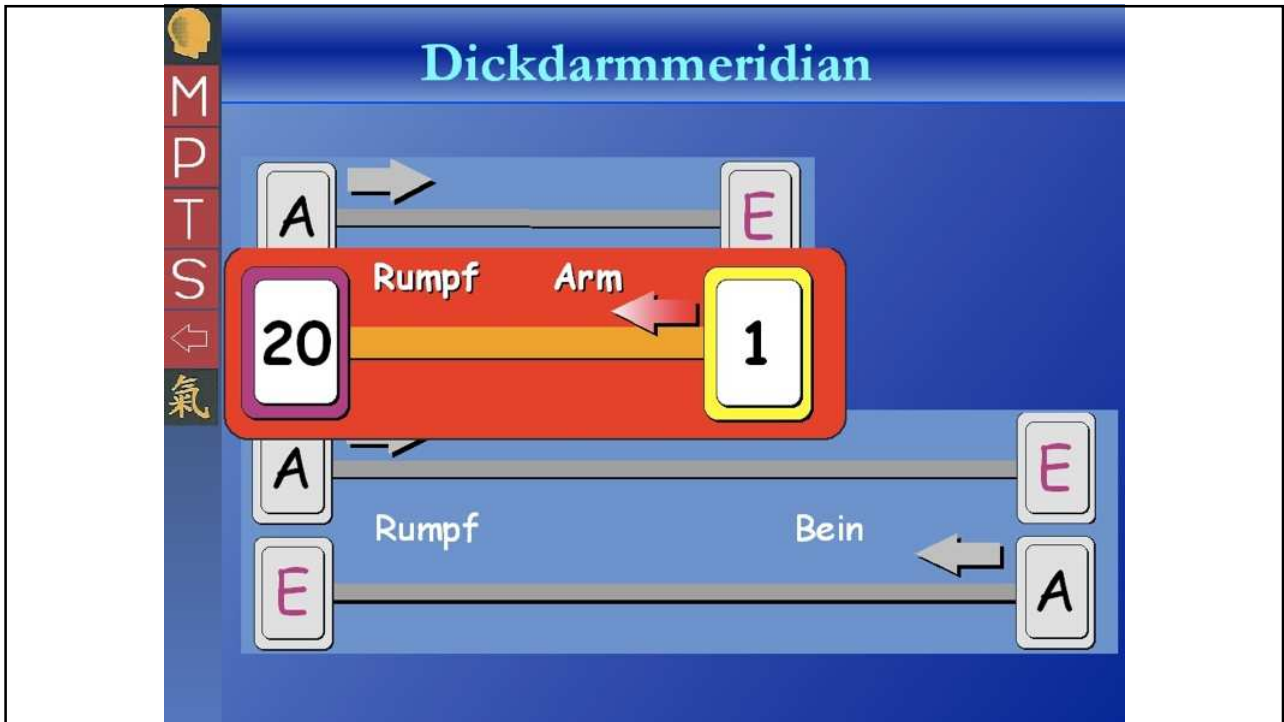 Dickdarmmeridian
M
P
T
S
氣
A E
Rumpf Arm
20 1
A E
Rumpf Bein
E A